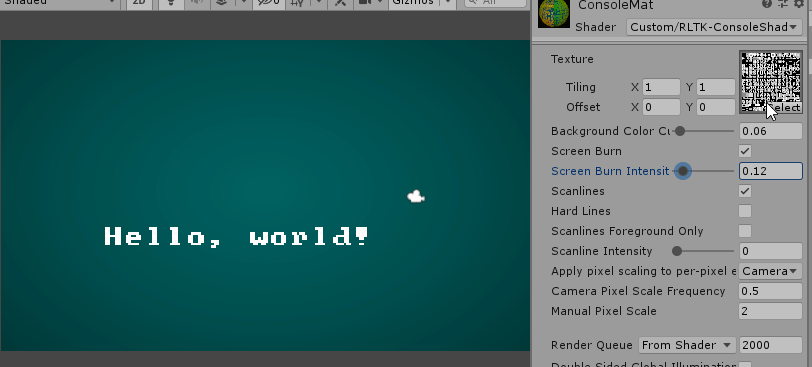 Shaded
2D
0
Gizmos
All
Hello, world!
ConsoleMat
Shader Custom/RLTK-ConsoleShad
Texture
Tiling X 1 Y 1
Offset X 0 Y 0
Select
Background Color Cu 0.06
Screen Burn
Screen Burn Intensit 0.12
Scanlines
Hard Lines
Scanlines Foreground Only
Scanline Intensity 0
Apply pixel scaling to per-pixel e Camera
Camera Pixel Scale Frequency 0.5
Manual Pixel Scale 2
Render Queue From Shader 2000
Double Sided Global Illumination